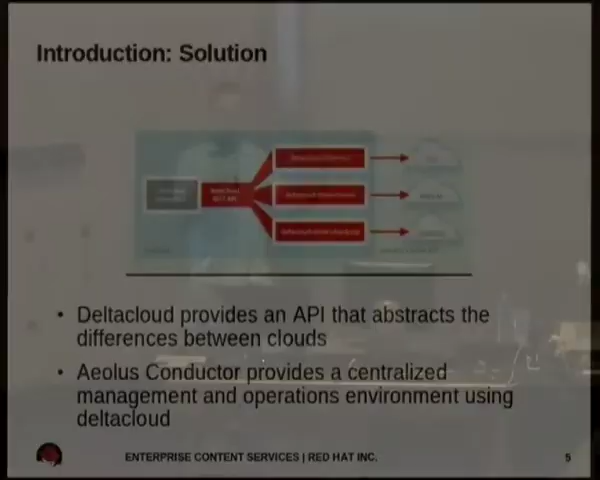 Introduction: Solution
• Deltacloud provides an API that abstracts the
differences between clouds
• Aeolus Conductor provides a centralized
management and operations environment using
deltacloud
ENTERPRISE CONTENT SERVICES | RED HAT INC.
5